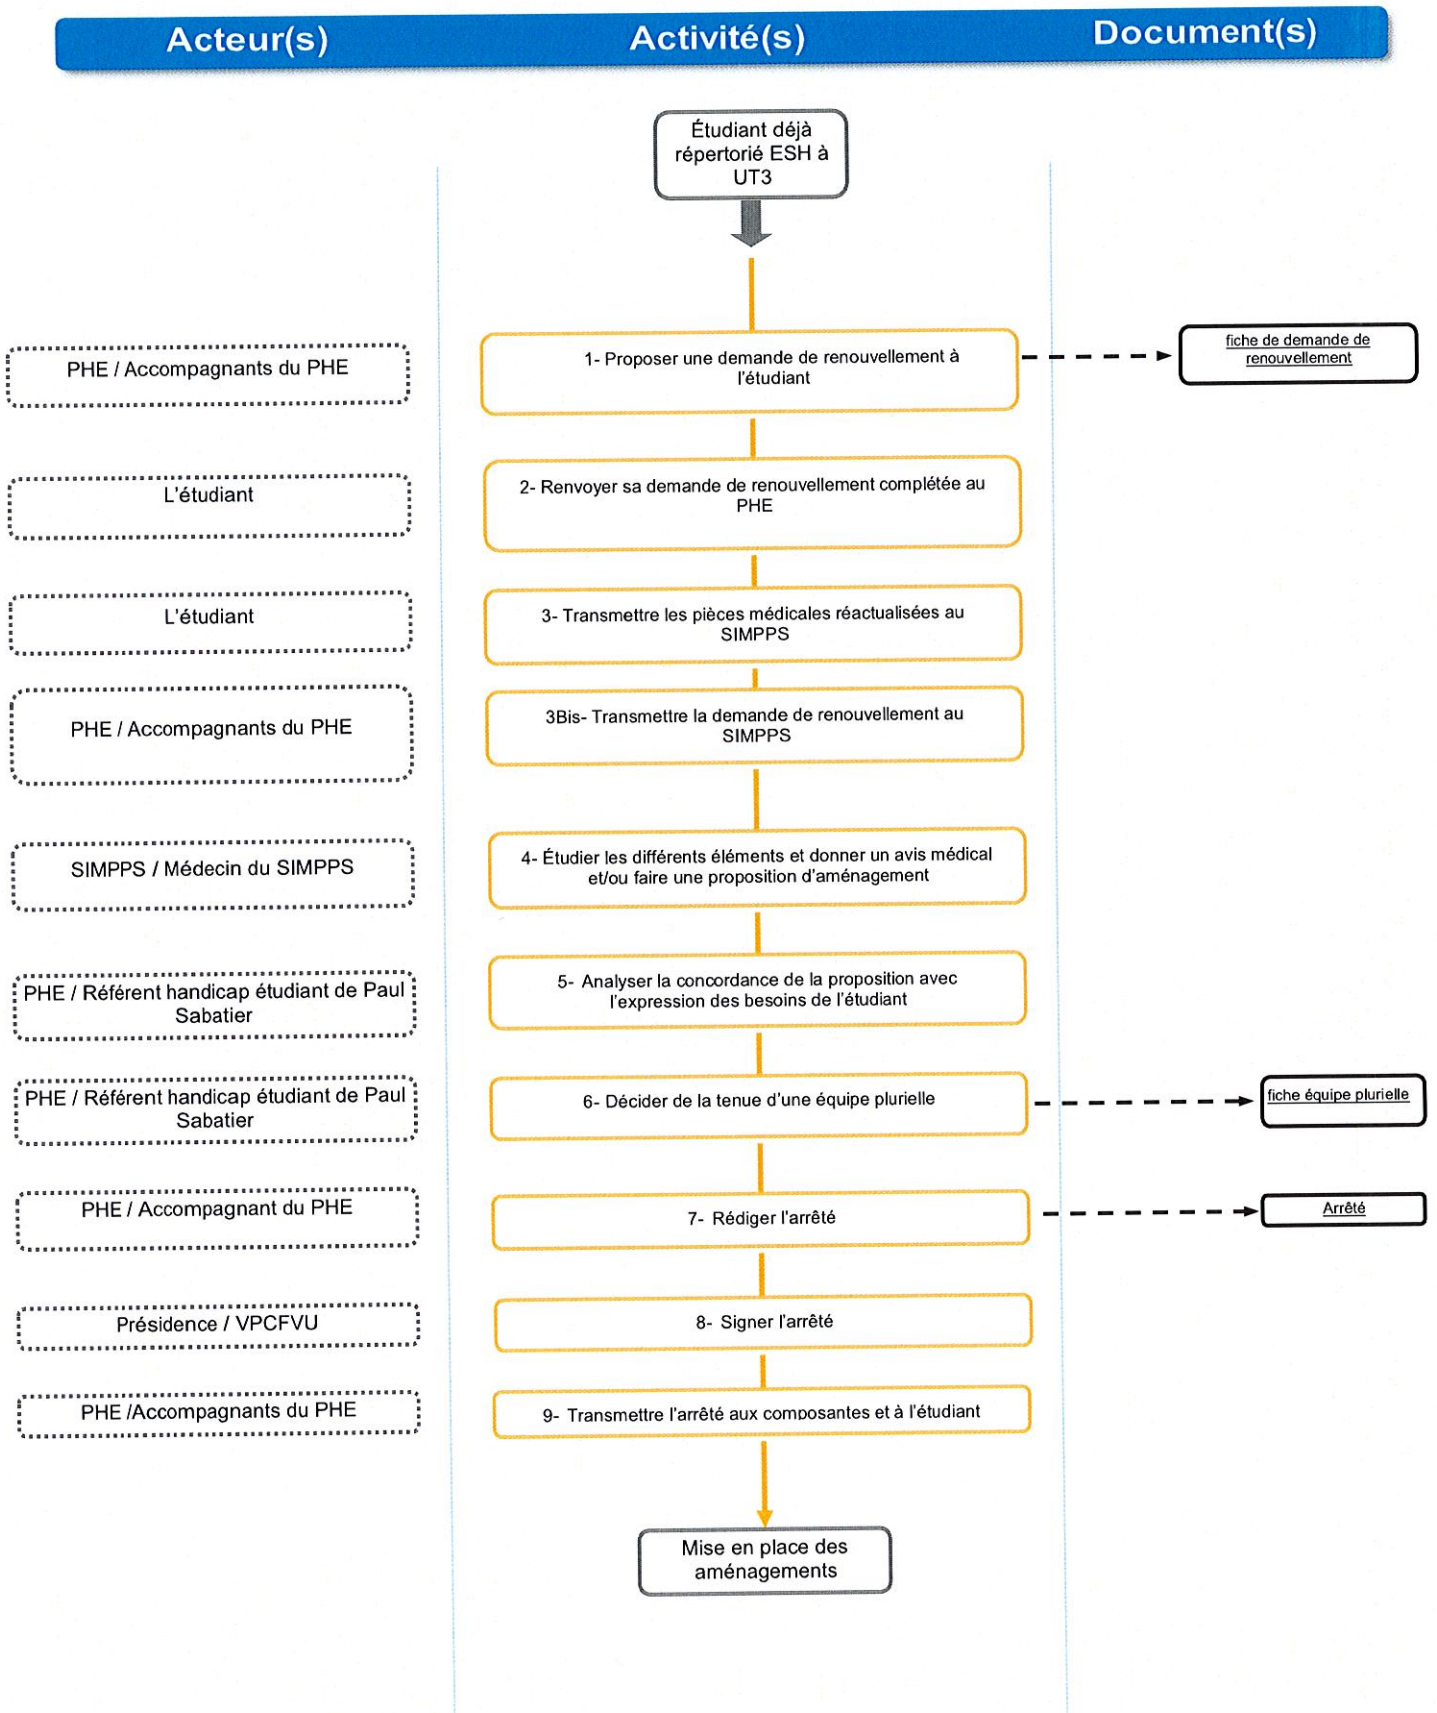 Acteur(s) Activité(s) Document(s)
Étudiant déjà
répertorié ESH à
UT3
PHE / Accompagnants du PHE
1- Proposer une demande de renouvellement à
l'étudiant
fiche de demande de
renouvellement
L'étudiant
2- Renvoyer sa demande de renouvellement complétée au
PHE
L'étudiant
3- Transmettre les pièces médicales réactualisées au
SIMPPS
PHE / Accompagnants du PHE
3Bis- Transmettre la demande de renouvellement au
SIMPPS
SIMPPS / Médecin du SIMPPS
4- Étudier les différents éléments et donner un avis médical
et/ou faire une proposition d'aménagement
PHE / Référent handicap étudiant de Paul
Sabatier
5- Analyser la concordance de la proposition avec
l'expression des besoins de l'étudiant
PHE / Référent handicap étudiant de Paul
Sabatier
6- Décider de la tenue d'une équipe plurielle
fiche équipe plurielle
PHE / Accompagnant du PHE
7- Rédiger l'arrêté
Arrêté
Présidence / VPCFVU
8- Signer l'arrêté
PHE /Accompagnants du PHE
9- Transmettre l'arrêté aux composantes et à l'étudiant
Mise en place des
aménagements